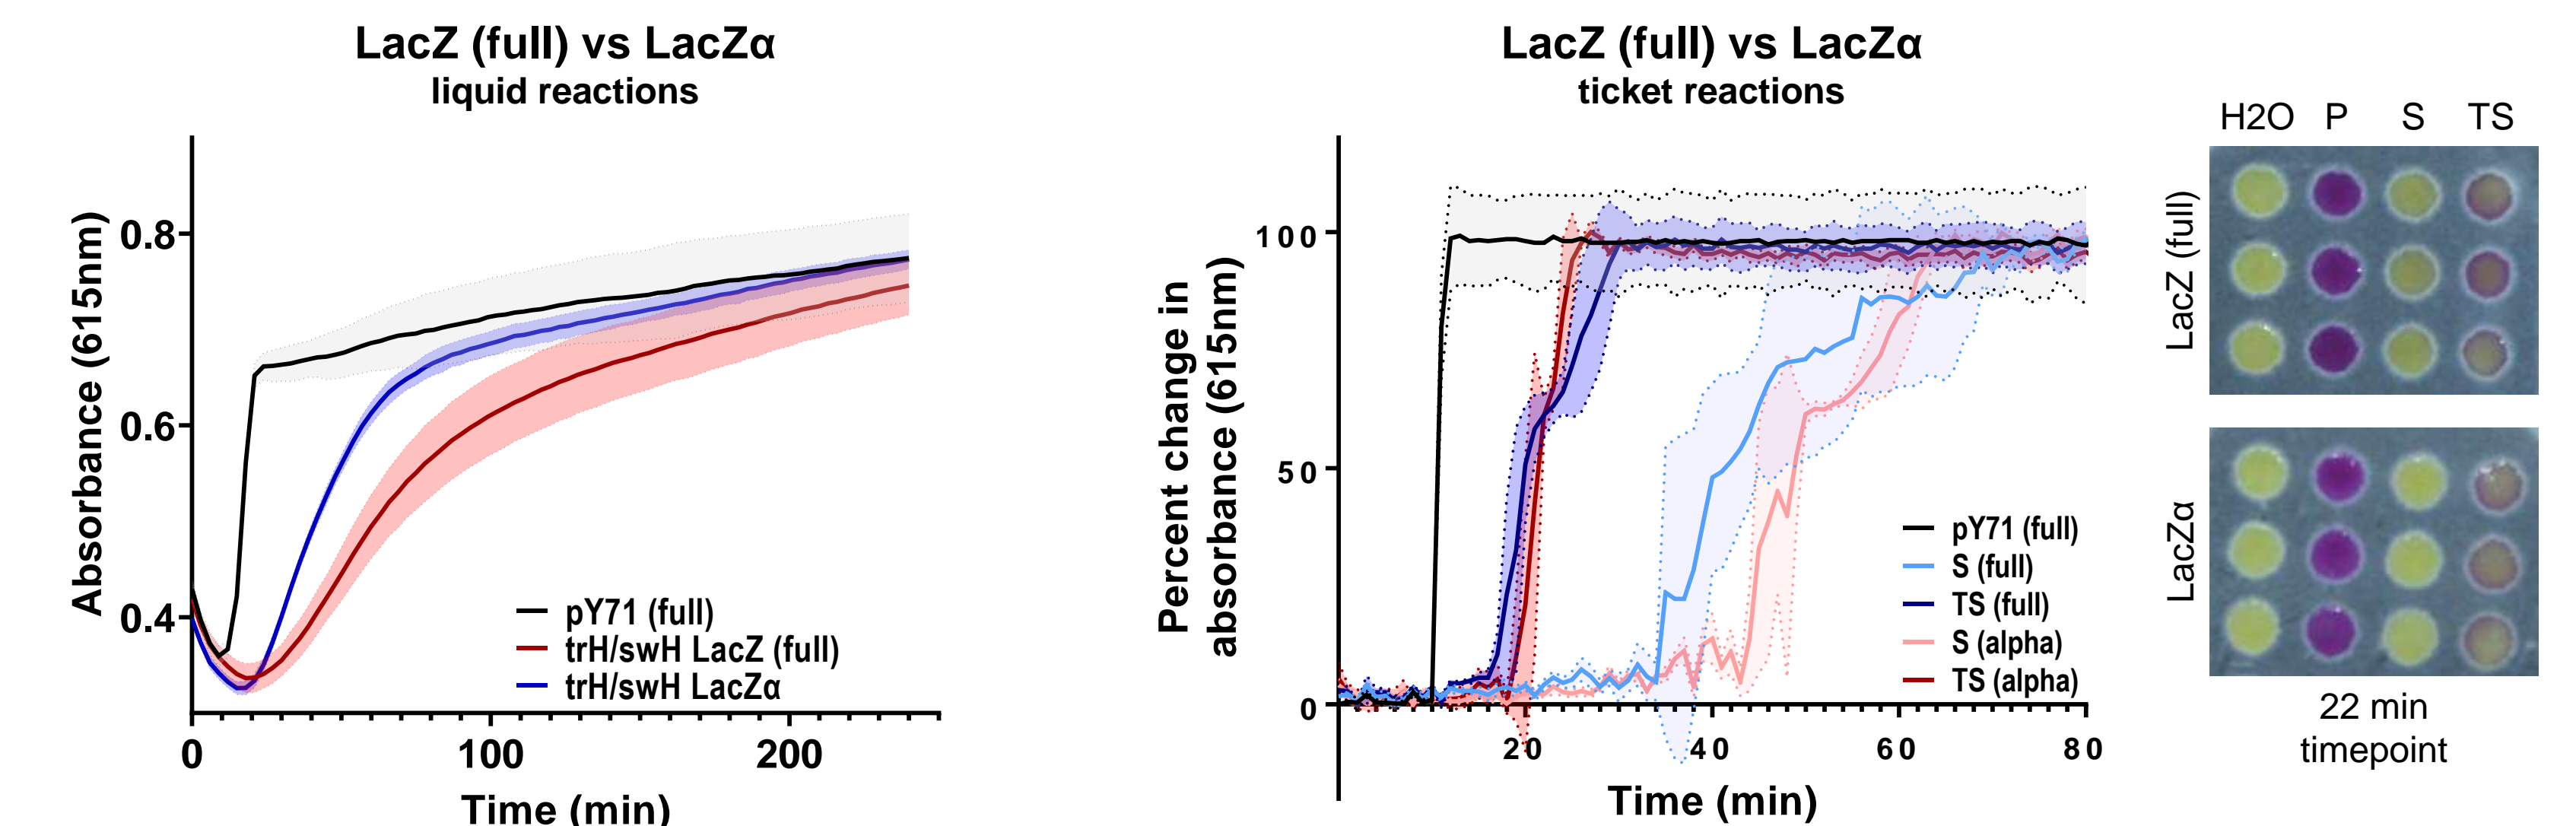 LacZ (full) vs LacZα
liquid reactions
Absorbance (615nm)
0.8
0.6
0.4
0
100
200
Time (min)
pY71 (full)
trH/swH LacZ (full)
trH/swH LacZα
LacZ (full) vs LacZα
ticket reactions
Percent change in
absorbance (615nm)
100
50
0
20
40
60
80
Time (min)
pY71 (full)
S (full)
TS (full)
S (alpha)
TS (alpha)
H2O P S TS
LacZ (full)
LacZα
22 min
timepoint